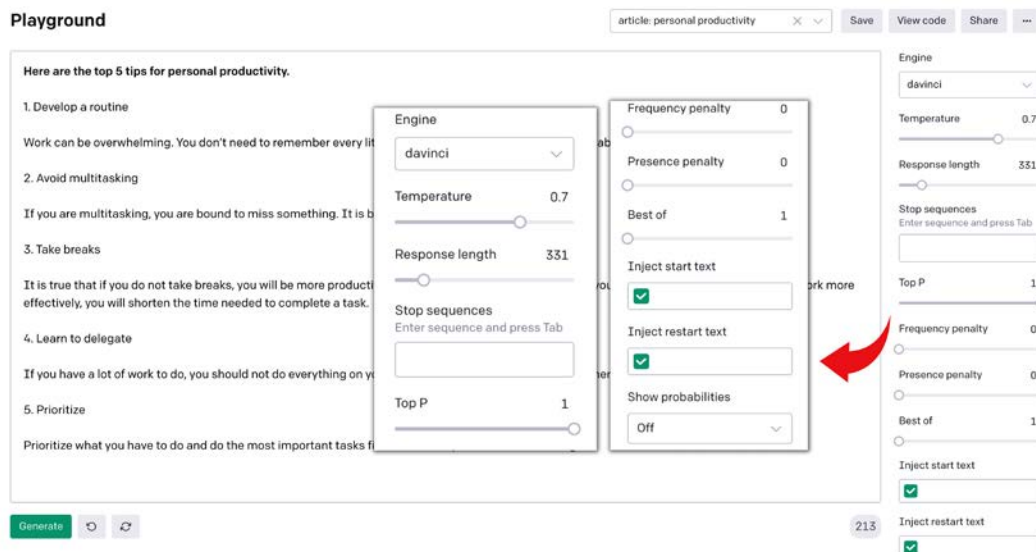 Playground
article: personal productivity
Save
View code
Share
Here are the top 5 tips for personal productivity.
1. Develop a routine
Work can be overwhelming. You don't need to remember every
2. Avoid multitasking
If you are multitasking, you are bound to miss something. It is
3. Take breaks
It is true that if you do not take breaks, you will be more
effectively, you will shorten the time needed to complete a task.
work more
4. Learn to delegate
If you have a lot of work to do, you should not do everything on
5. Prioritize
Prioritize what you have to do and do the most important tasks
Engine
davinci
Temperature 0.7
Response length 331
Stop sequences
Enter sequence and press Tab
Top P 1
Frequency penalty 0
Presence penalty 0
Best of 1
Inject start text
Inject restart text
Show probabilities
Off
Engine
davinci
Temperature 0.7
Response length 331
Stop sequences
Enter sequence and press Tab
Top P 1
Frequency penalty 0
Presence penalty 0
Best of 1
Inject start text
Inject restart text
Generate
213